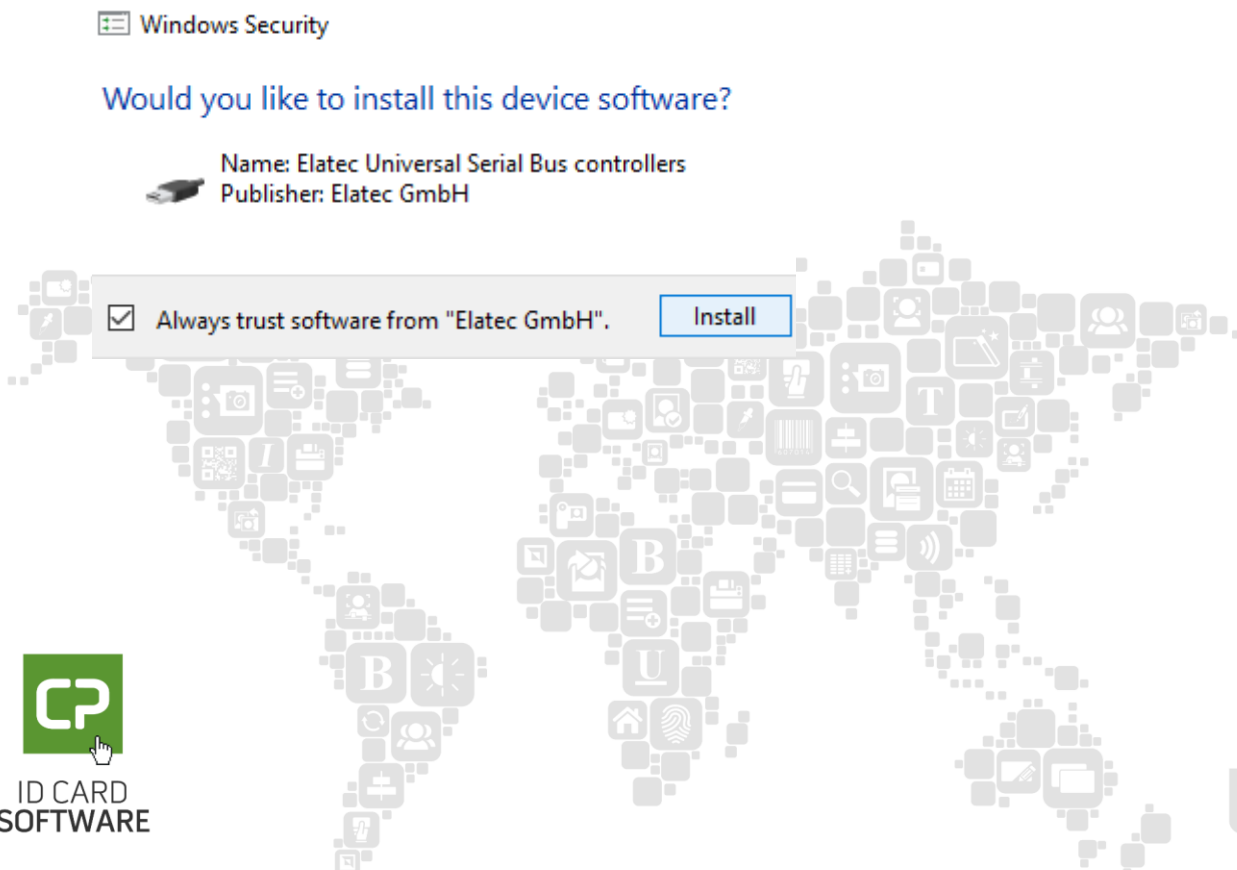 Windows Security
Would you like to install this device software?
Name: Elatec Universal Serial Bus controllers
Publisher: Elatec GmbH
Always trust software from "Elatec GmbH".
Install
T
I
B
B
U
CP
ID CARD
SOFTWARE